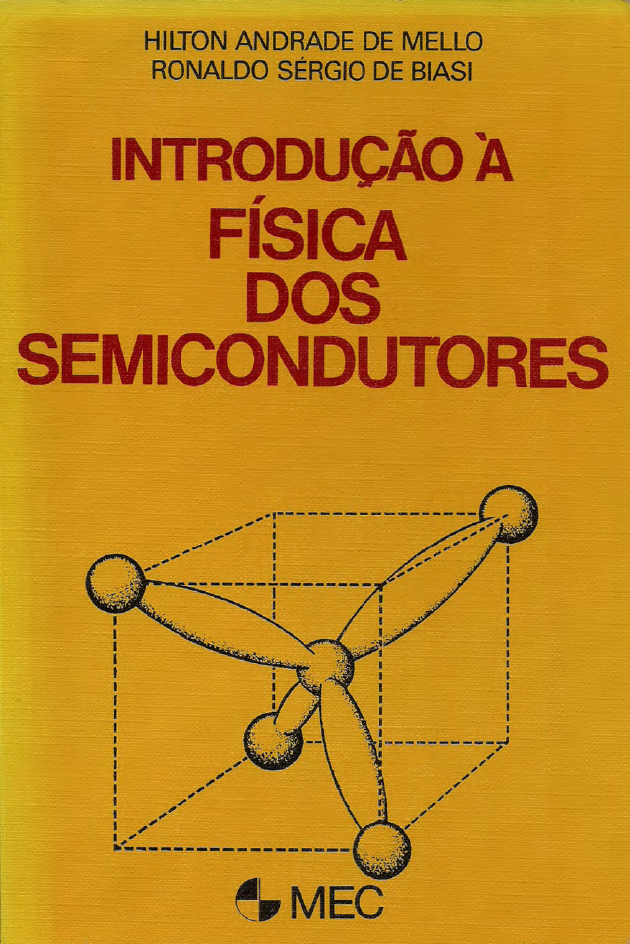 HILTON ANDRADE DE MELLO
RONALDO SÉRGIO DE BIASI
INTRODUÇÃO À
FÍSICA
DOS
SEMICONDUTORES
MEC